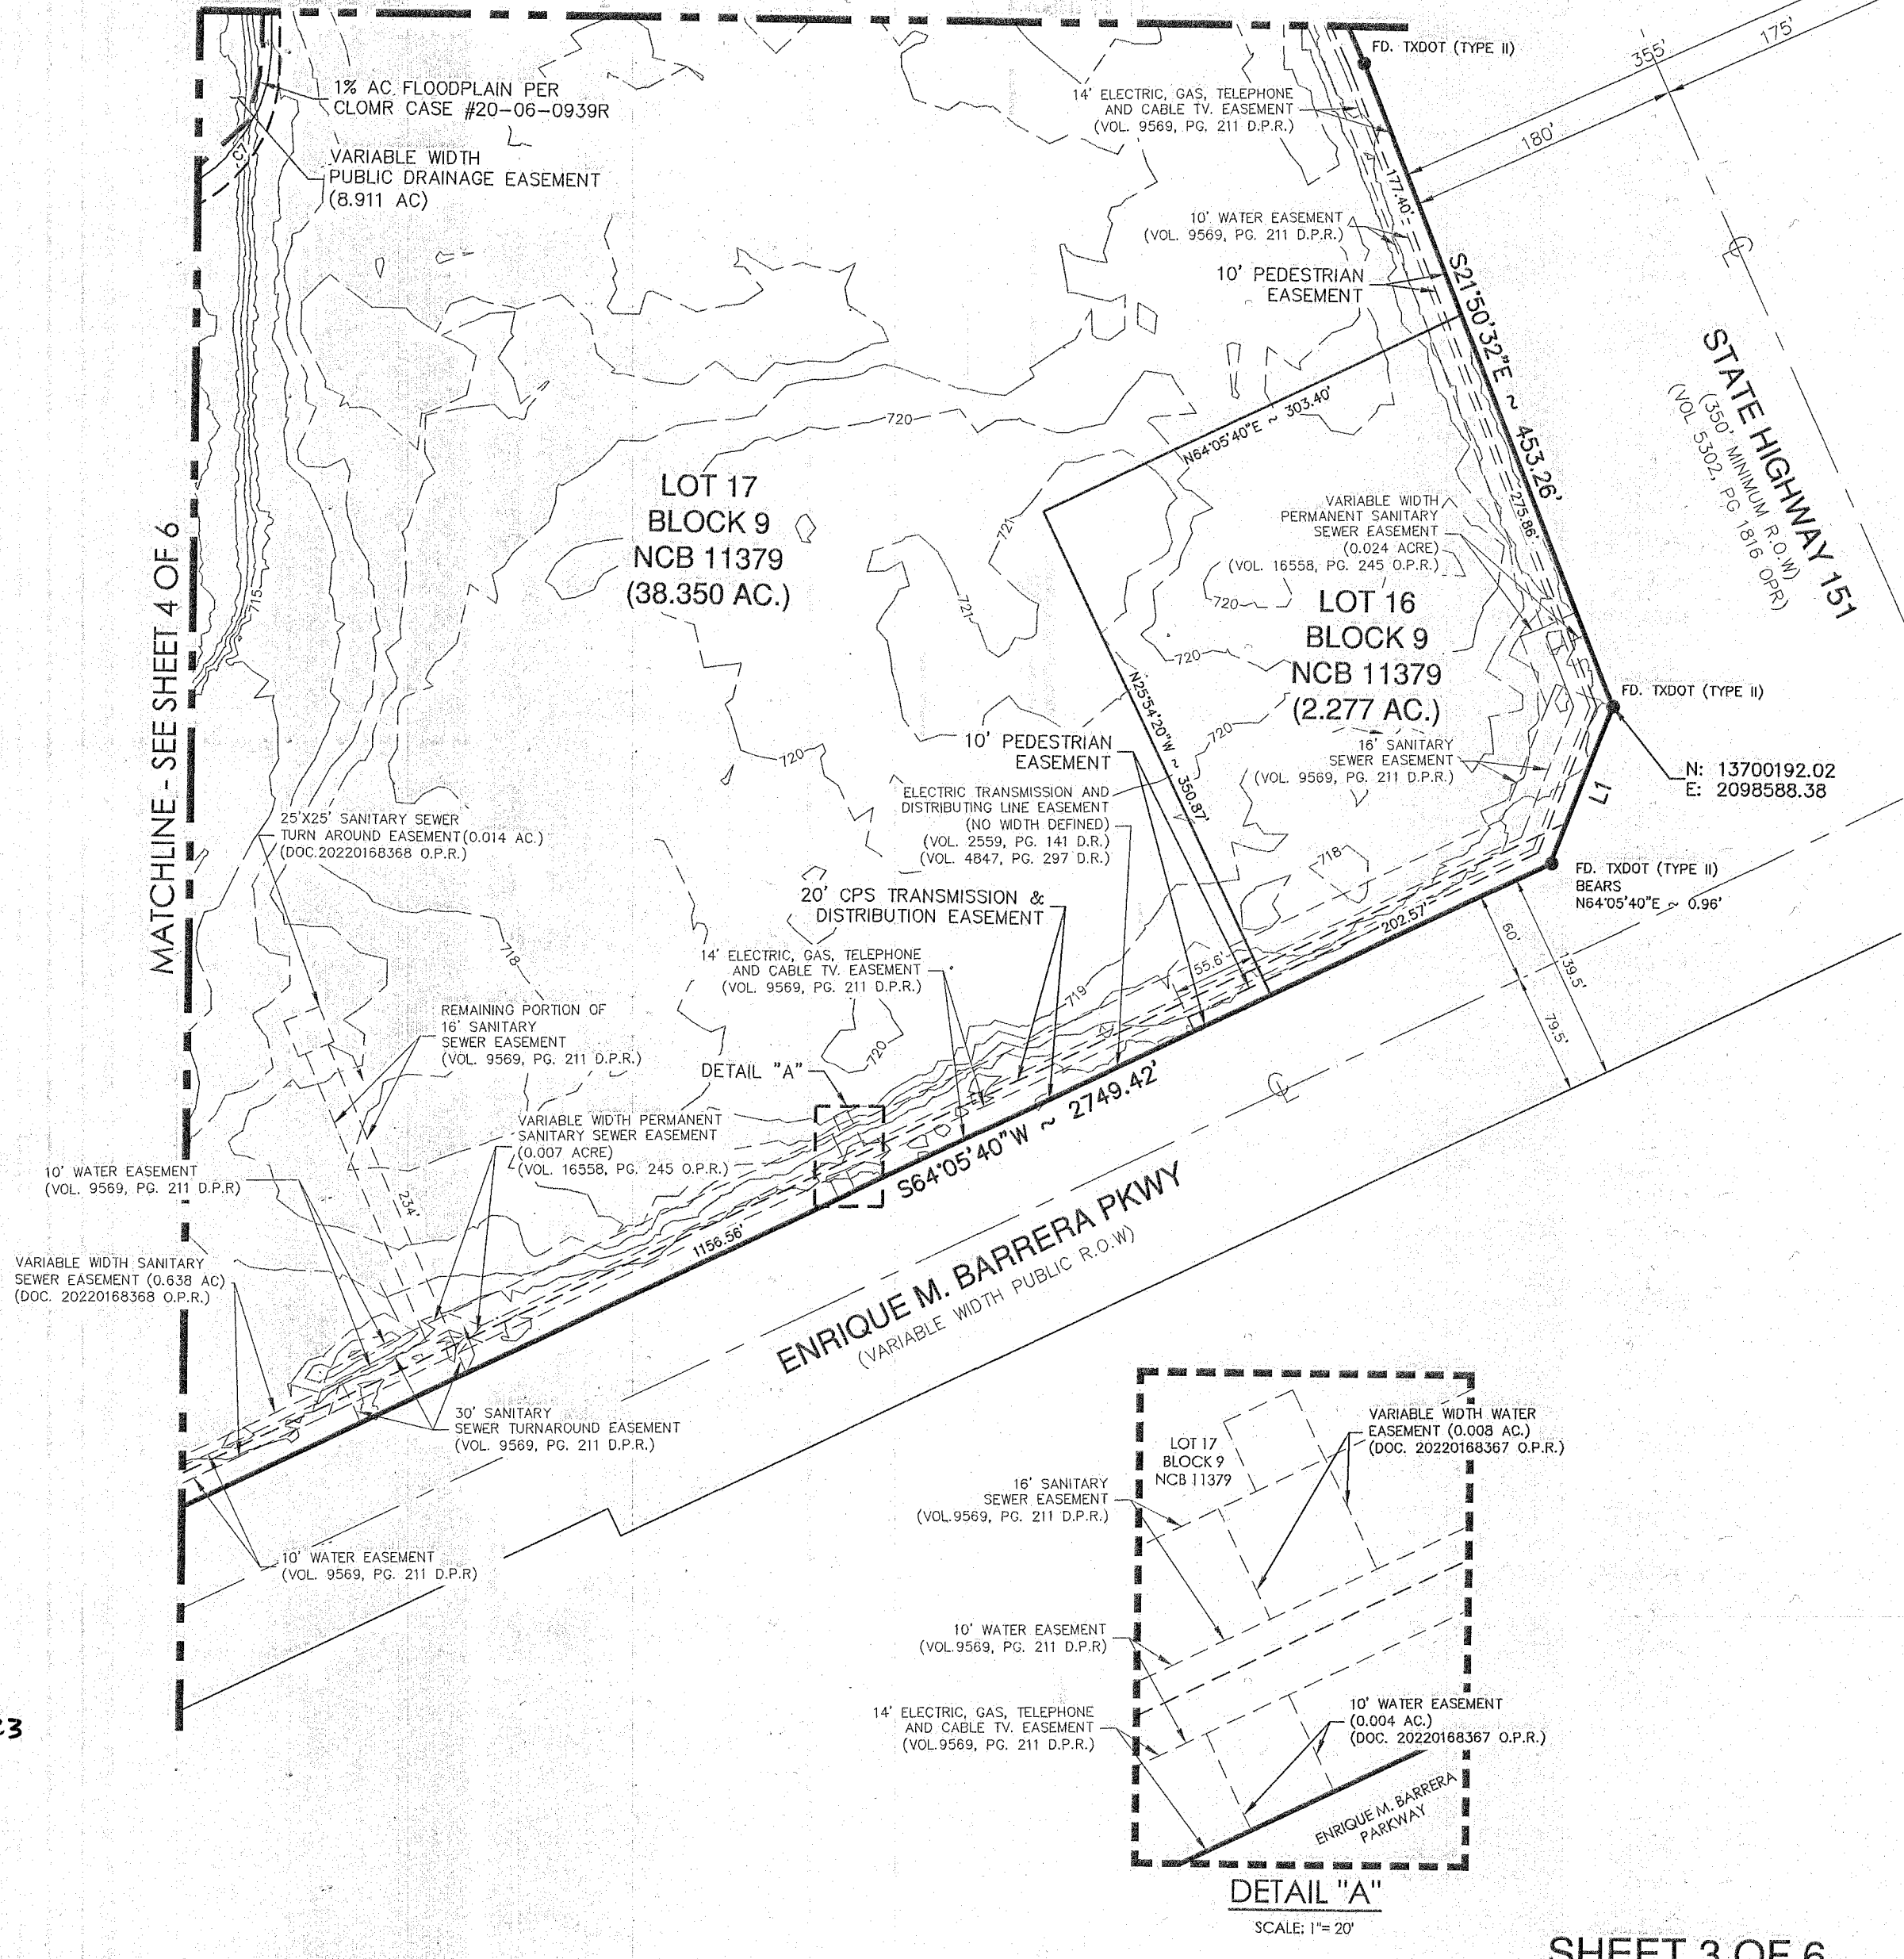 FD. TXDOT (TYPE II)
355'
175'
180'
1% AC. FLOODPLAIN PER
CLOMR CASE #20-06-0939R
VARIABLE WIDTH
PUBLIC DRAINAGE EASEMENT
(8.911 AC)
C7
14' ELECTRIC, GAS, TELEPHONE
AND CABLE TV. EASEMENT
(VOL. 9569, PG. 211 D.P.R.)
177.40'
10' WATER EASEMENT
(VOL. 9569, PG. 211 D.P.R.)
10' PEDESTRIAN
EASEMENT
S21°50'32"E ~ 453.26'
STATE HIGHWAY 151
(350' MINIMUM R.O.W)
(VOL 5302, PG 1816 OPR)
720
N64°05'40"E ~ 303.40'
LOT 17
BLOCK 9
NCB 11379
(38.350 AC.)
721
721
275.86'
VARIABLE WIDTH
PERMANENT SANITARY
SEWER EASEMENT
(0.024 ACRE)
(VOL. 16558, PG. 245 O.P.R.)
720
LOT 16
BLOCK 9
NCB 11379
(2.277 AC.)
715
720
MATCHLINE - SEE SHEET 4 OF 6
N25°54'20"W ~ 350.87'
FD. TXDOT (TYPE II)
N: 13700192.02
E: 2098588.38
L1
720
720
16' SANITARY
SEWER EASEMENT
(VOL. 9569, PG. 211 D.P.R.)
10' PEDESTRIAN
EASEMENT
ELECTRIC TRANSMISSION AND
DISTRIBUTING LINE EASEMENT
(NO WIDTH DEFINED)
(VOL. 2559, PG. 141 D.R.)
(VOL. 4847, PG. 297 D.R.)
25'X25' SANITARY SEWER
TURN AROUND EASEMENT(0.014 AC.)
(DOC.20220168368 O.P.R.)
718
FD. TXDOT (TYPE II)
BEARS
N64°05'40"E ~ 0.96'
20' CPS TRANSMISSION &
DISTRIBUTION EASEMENT
202.57'
60'
139.5'
79.5'
718
14' ELECTRIC, GAS, TELEPHONE
AND CABLE TV. EASEMENT
(VOL. 9569, PG. 211 D.P.R.)
55.6'
719
REMAINING PORTION OF
16' SANITARY
SEWER EASEMENT
(VOL. 9569, PG. 211 D.P.R.)
720
DETAIL "A"
S64°05'40"W ~ 2749.42'
VARIABLE WIDTH PERMANENT
SANITARY SEWER EASEMENT
(0.007 ACRE)
(VOL. 16558, PG. 245 O.P.R.)
10' WATER EASEMENT
(VOL. 9569, PG. 211 D.P.R)
234'
1156.56'
VARIABLE WIDTH SANITARY
SEWER EASEMENT (0.638 AC)
(DOC. 20220168368 O.P.R.)
ENRIQUE M. BARRERA PKWY
(VARIABLE WIDTH PUBLIC R.O.W)
30' SANITARY
SEWER TURNAROUND EASEMENT
(VOL. 9569, PG. 211 D.P.R.)
10' WATER EASEMENT
(VOL. 9569, PG. 211 D.P.R)
VARIABLE WIDTH WATER
EASEMENT (0.008 AC.)
(DOC. 20220168367 O.P.R.)
LOT 17
BLOCK 9
NCB 11379
16' SANITARY
SEWER EASEMENT
(VOL.9569, PG. 211 D.P.R.)
10' WATER EASEMENT
(VOL.9569, PG. 211 D.P.R)
14' ELECTRIC, GAS, TELEPHONE
AND CABLE TV. EASEMENT
(VOL.9569, PG. 211 D.P.R.)
10' WATER EASEMENT
(0.004 AC.)
(DOC. 20220168367 O.P.R.)
ENRIQUE M. BARRERA
PARKWAY
23
DETAIL "A"
SCALE: 1"= 20'
SHEET 3 OF 6